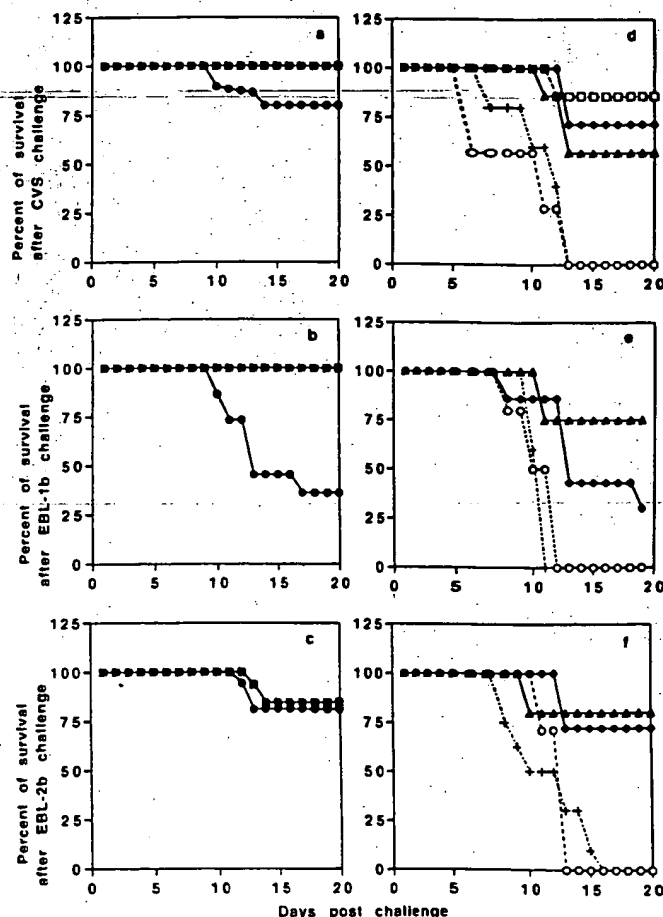 a
Percent of survival
after CVS challenge
125
100
75
50
25
0
0 5 10 15 20
d
125
100
75
50
25
0
0 5 10 15 20
b
Percent of survival
after EBL-1b challenge
125
100
75
50
25
0
0 5 10 15 20
e
125
100
75
50
25
0
0 5 10 15 20
c
Percent of survival
after EBL-2b challenge
125
100
75
50
25
0
0 5 10 15 20
f
125
100
75
50
25
0
0 5 10 15 20
Days post challenge